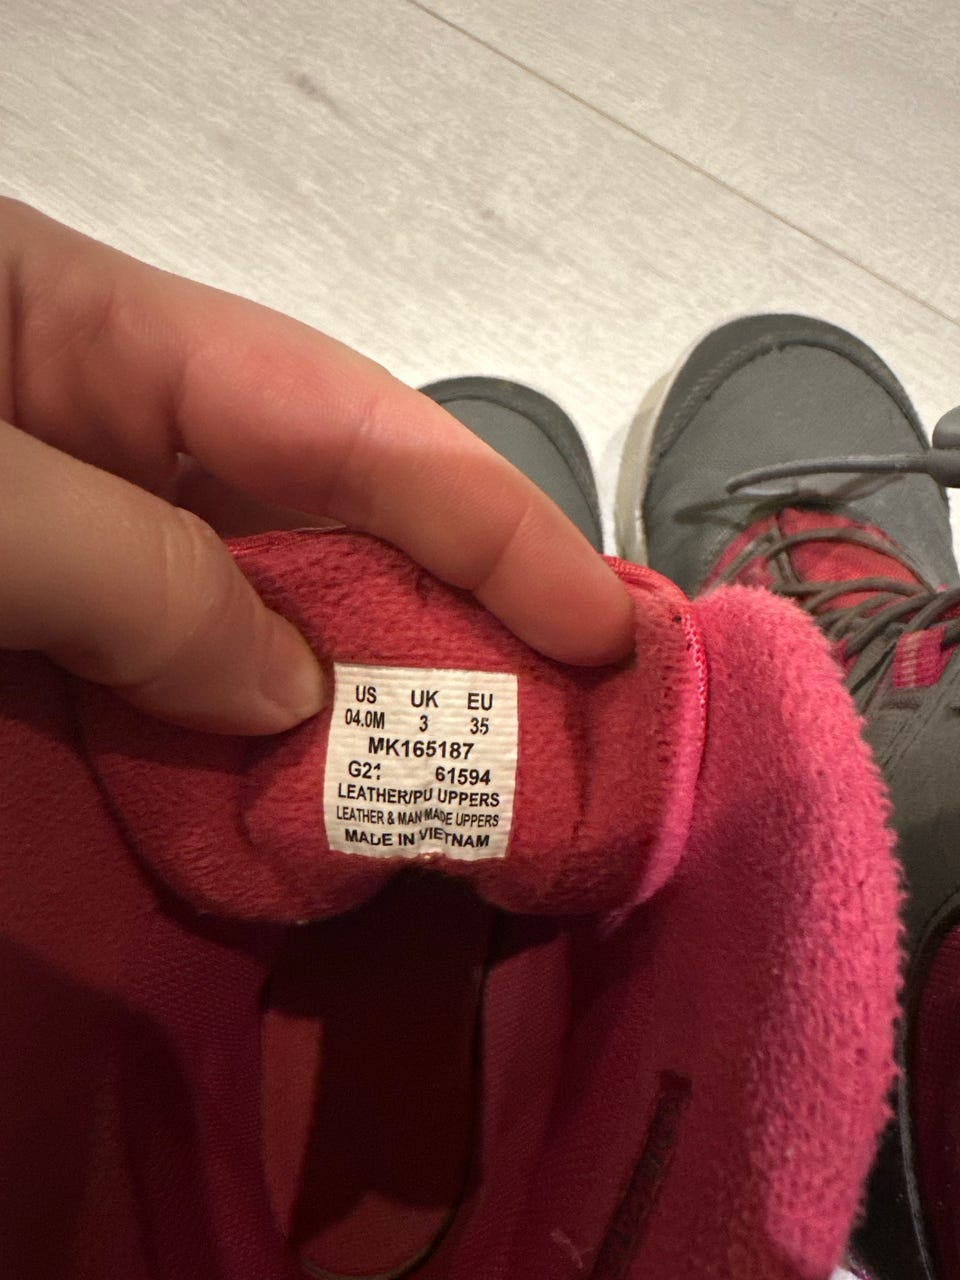 US UK EU
04.0M 3 35
MK165187
61594
LEATHER/PU UPPERS
LEATHER & MAN MADE UPPERS
MADE IN VIETNAM